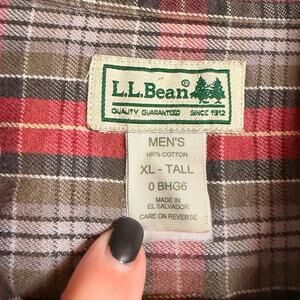 L.L.Bean®
QUALITY GUARANTEED SINCE 1912
MEN'S
100% COTTON
XL - TALL
0 BHG6
MADE IN
EL SALVADOR
CARE ON REVERSE